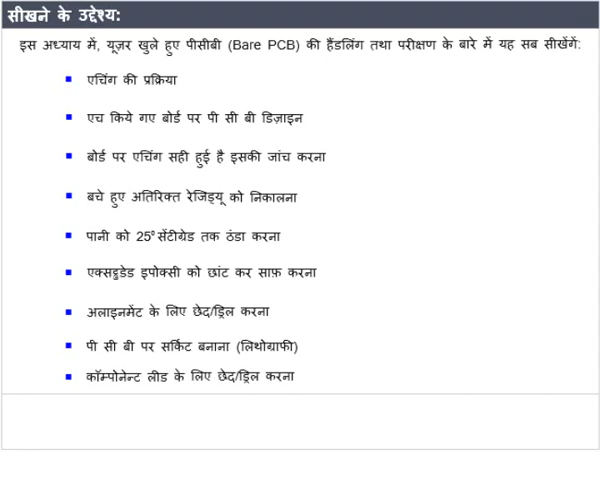 सीखने के उद्देश्य:
इस अध्याय में, यूज़र खुले हुए पीसीबी (Bare PCB) की हैंडलिंग तथा परीक्षण के बारे में यह सब सीखेंगें:
▪ एचिंग की प्रक्रिया
▪ एच किये गए बोर्ड पर पी सी बी डिज़ाइन
▪ बोर्ड पर एचिंग सही हुई है इसकी जांच करना
▪ बचे हुए अतिरिक्त रेजिड्यू को निकालना
▪ पानी को 25⁰ सेंटीग्रेड तक ठंडा करना
▪ एक्सट्रुडेड इपोक्सी को छांट कर साफ़ करना
▪ अलाइनमेंट के लिए छेद/ड्रिल करना
▪ पी सी बी पर सर्किट बनाना (लिथोग्राफी)
▪ कॉम्पोनेन्ट लीड के लिए छेद/ड्रिल करना